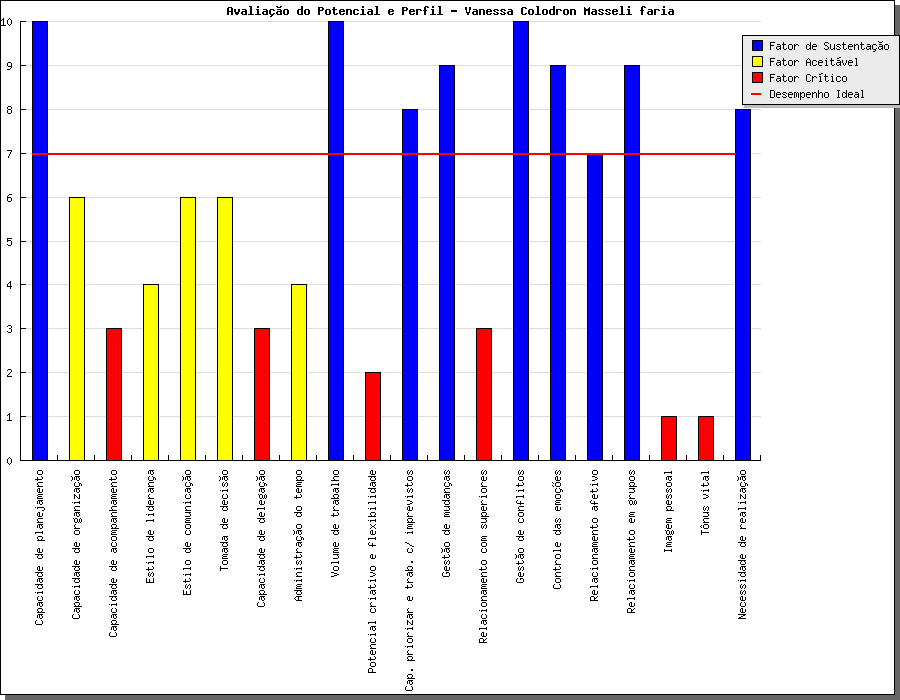 Avaliação do Potencial e Perfil - Vanessa Colodron Masseli faria
Fator de Sustentação
Fator Aceitável
Fator Crítico
Desempenho Ideal
10
9
8
7
6
5
4
3
2
1
0
Capacidade de planejamento
Capacidade de organização
Capacidade de acompanhamento
Estilo de liderança
Estilo de comunicação
Tomada de decisão
Capacidade de delegação
Administração do tempo
Volume de trabalho
Potencial criativo e flexibilidade
Cap. priorizar e trab. c/ imprevistos
Gestão de mudanças
Relacionamento com superiores
Gestão de conflitos
Controle das emoções
Relacionamento afetivo
Relacionamento em grupos
Imagem pessoal
Tônus vital
Necessidade de realização